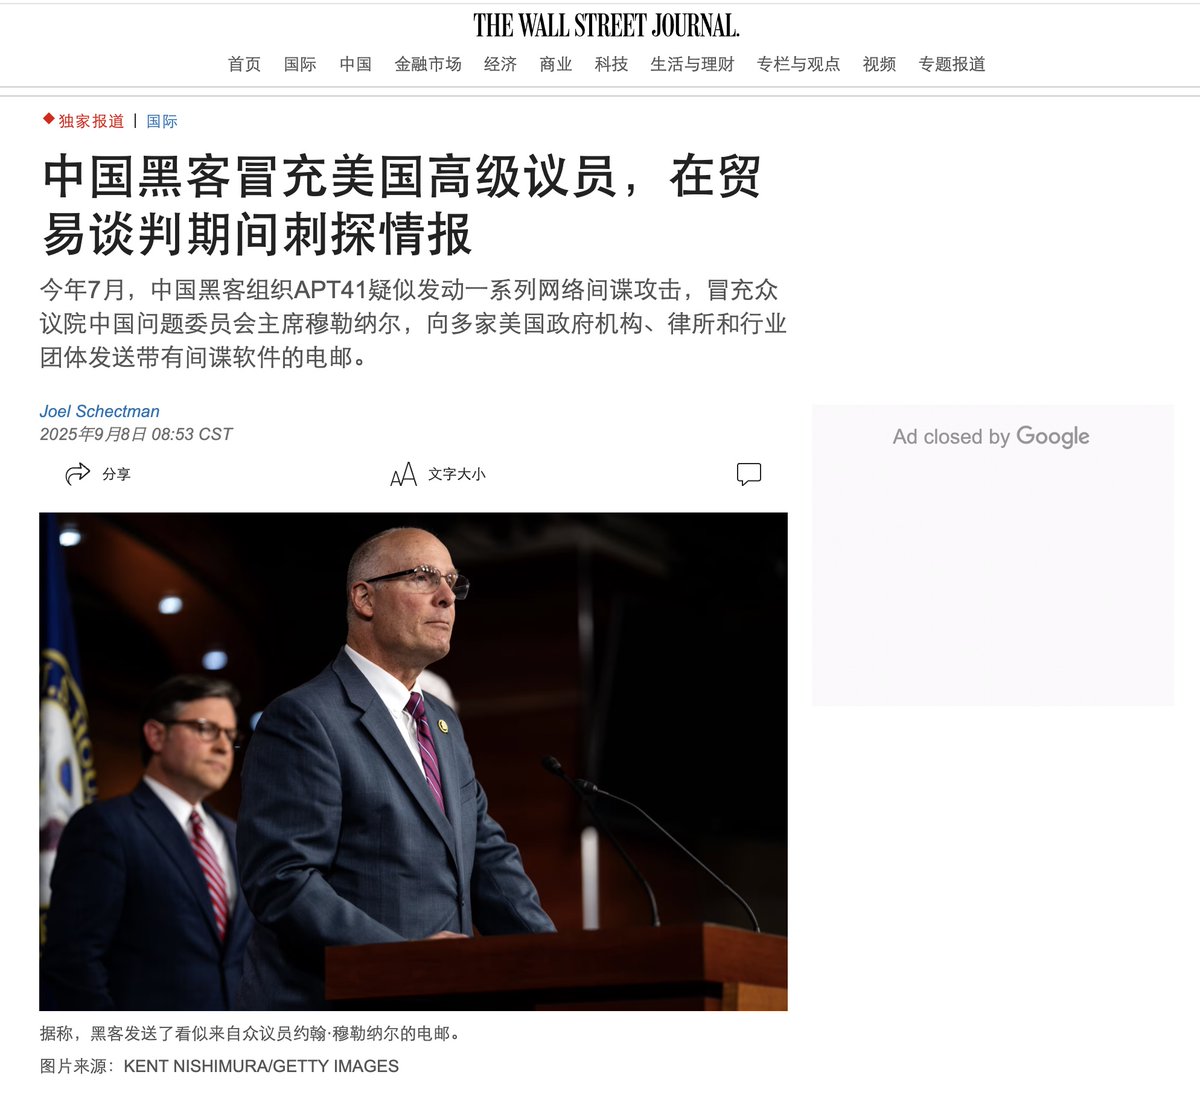 THE WALL STREET JOURNAL.
首页 国际 中国 金融市场 经济 商业 科技 生活与理财 专栏与观点 视频 专题报道
独家报道 | 国际
中国黑客冒充美国高级议员，在贸
易谈判期间刺探情报
今年7月，中国黑客组织APT41疑似发动一系列网络间谍攻击，冒充众
议院中国问题委员会主席穆勒纳尔，向多家美国政府机构、律所和行业
团体发送带有间谍软件的电邮。
Joel Schectman
2025年9月8日 08:53 CST
Ad closed by Google
分享
AA 文字大小
据称，黑客发送了看似来自众议员约翰·穆勒纳尔的电邮。
图片来源：KENT NISHIMURA/GETTY IMAGES